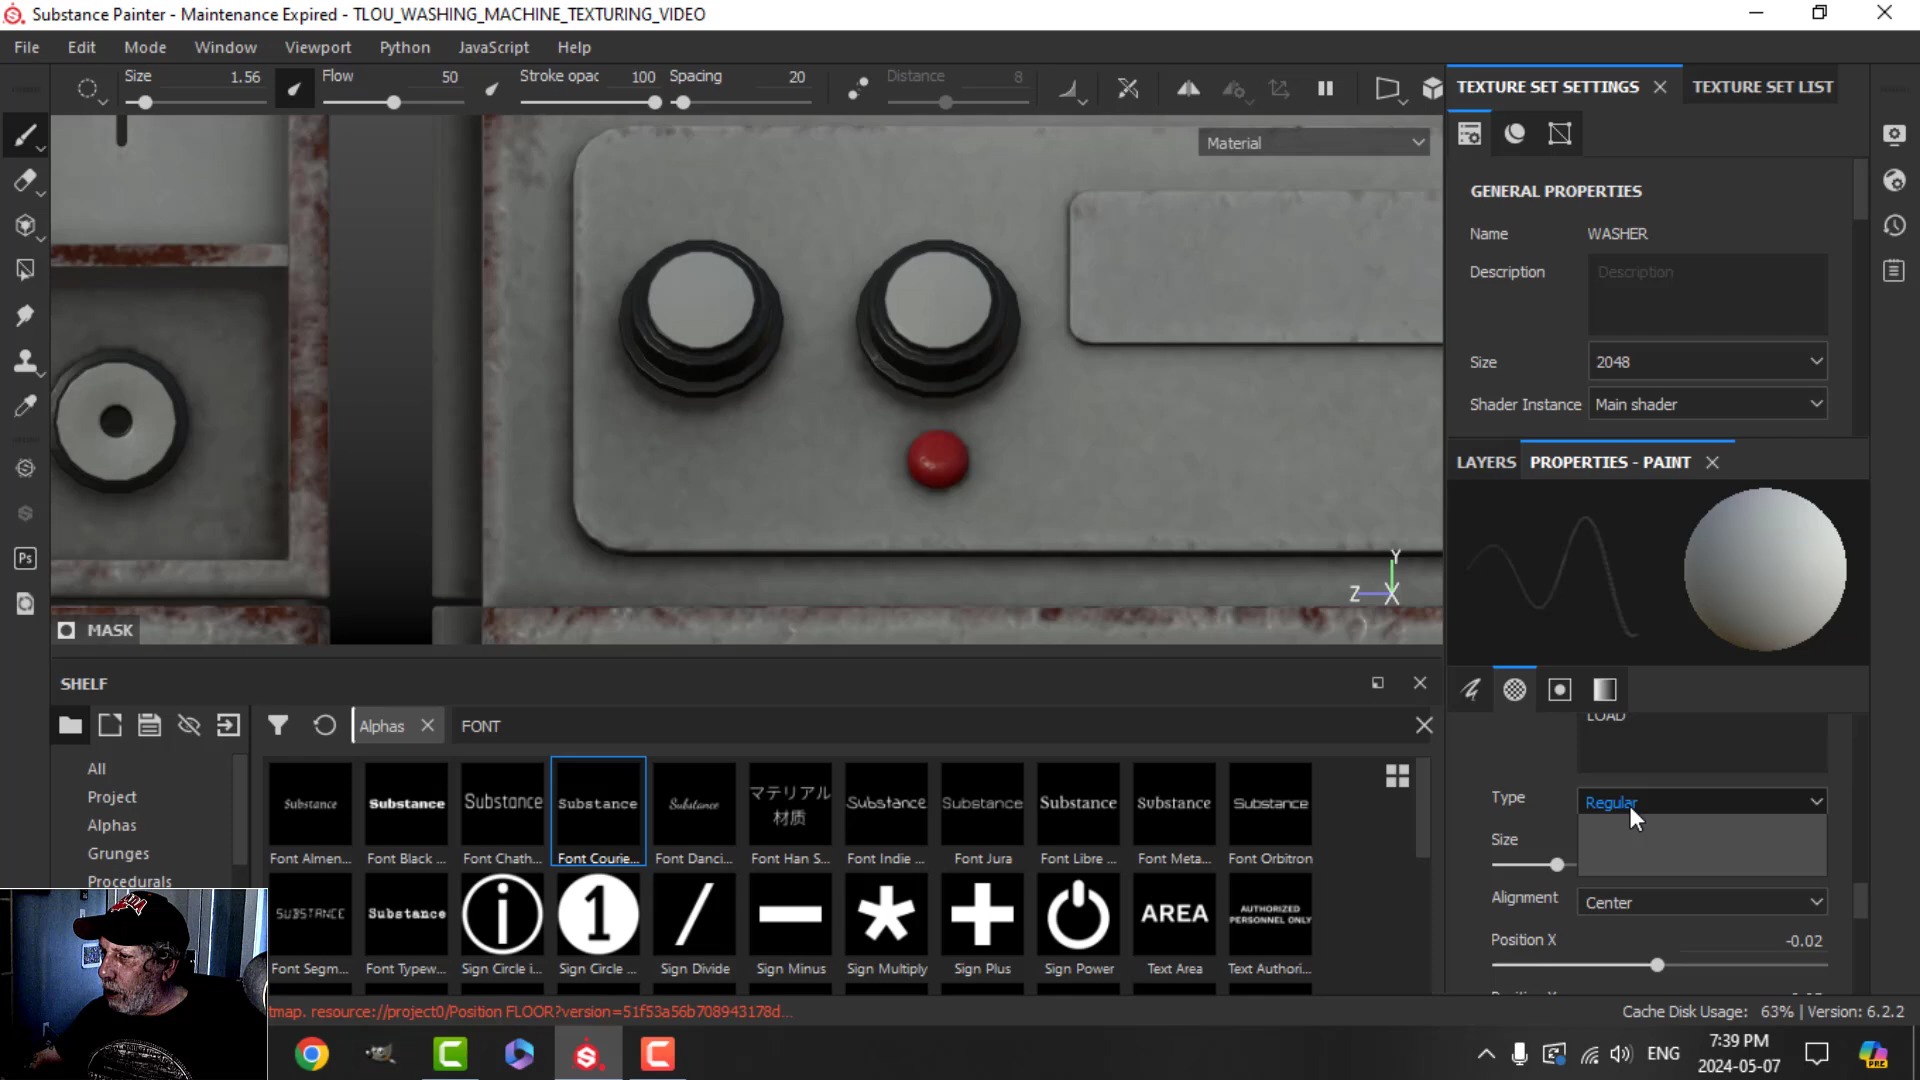 Substance Painter - Maintenance Expired - TLOU_WASHING_MACHINE_TEXTURING_VIDEO
File Edit Mode Window Viewport Python JavaScript Help
Size 1.56 Flow 50 Stroke opac 100 Spacing 20 Distance 8
TEXTURE SET SETTINGS TEXTURE SET LIST
Material
GENERAL PROPERTIES
Name WASHER
Description Description
Size 2048
Shader Instance Main shader
LAYERS PROPERTIES - PAINT
Y
Z X
MASK
Ps
SHELF
Alphas FONT
LOAD
Type Regular
Size
Alignment Center
Position X -0.02
All
Project
Alphas
Grunges
Procedurals
Substance Substance Substance Substance Substance マテリアル Substance Substance Substance Substance Substance
材质
Font Almen... Font Black ... Font Chath... Font Courie... Font Danci... Font Han S... Font Indie ... Font Jura Font Libre ... Font Meta... Font Orbitron
SUBSTANCE Substance i 1 / AREA AUTHORIZED
PERSONNEL ONLY
Font Segm... Font Typew... Sign Circle i... Sign Circle ... Sign Divide Sign Minus Sign Multiply Sign Plus Sign Power Text Area Text Authori...
tmap. resource://project0/Position FLOOR?version=51f53a56b708943178d...
Cache Disk Usage: 63% | Version: 6.2.2
ENG
7:39 PM
2024-05-07
PRE